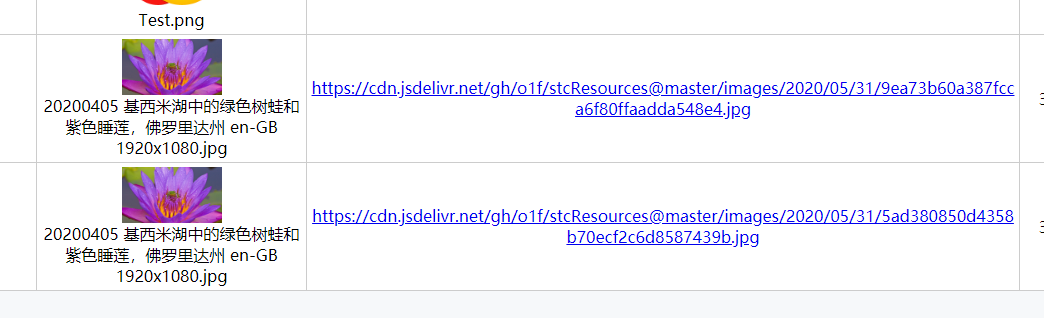 Test.png
20200405 基西米湖中的绿色树蛙和
紫色睡莲，佛罗里达州 en-GB
1920x1080.jpg
https://cdn.jsdelivr.net/gh/o1f/stcResources@master/images/2020/05/31/9ea73b60a387fcc
a6f80ffaadda548e4.jpg
20200405 基西米湖中的绿色树蛙和
紫色睡莲，佛罗里达州 en-GB
1920x1080.jpg
https://cdn.jsdelivr.net/gh/o1f/stcResources@master/images/2020/05/31/5ad380850d4358
b70ecf2c6d8587439b.jpg